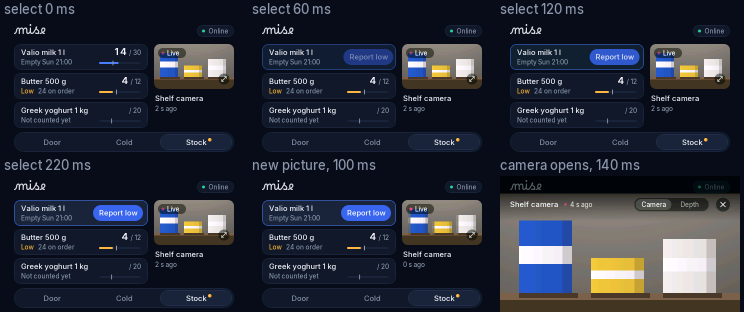 select 0 ms
mise
Online
Valio milk 1 l
14 / 30
Empty Sun 21:00
Butter 500 g
4 / 12
Low 24 on order
Greek yoghurt 1 kg
/ 20
Not counted yet
Live
Shelf camera
2 s ago
Door
Cold
Stock
select 60 ms
mise
Online
Valio milk 1 l
Empty Sun 21:00
Report low
Butter 500 g
4 / 12
Low 24 on order
Greek yoghurt 1 kg
/ 20
Not counted yet
Live
Shelf camera
2 s ago
Door
Cold
Stock
select 120 ms
mise
Online
Valio milk 1 l
Empty Sun 21:00
Report low
Butter 500 g
4 / 12
Low 24 on order
Greek yoghurt 1 kg
/ 20
Not counted yet
Live
Shelf camera
2 s ago
Door
Cold
Stock
select 220 ms
mise
Online
Valio milk 1 l
Empty Sun 21:00
Report low
Butter 500 g
4 / 12
Low 24 on order
Greek yoghurt 1 kg
/ 20
Not counted yet
Live
Shelf camera
2 s ago
Door
Cold
Stock
new picture, 100 ms
mise
Online
Valio milk 1 l
Empty Sun 21:00
Report low
Butter 500 g
4 / 12
Low 24 on order
Greek yoghurt 1 kg
/ 20
Not counted yet
Live
Shelf camera
0 s ago
Door
Cold
Stock
camera opens, 140 ms
mise
Online
Shelf camera
4 s ago
Camera
Depth